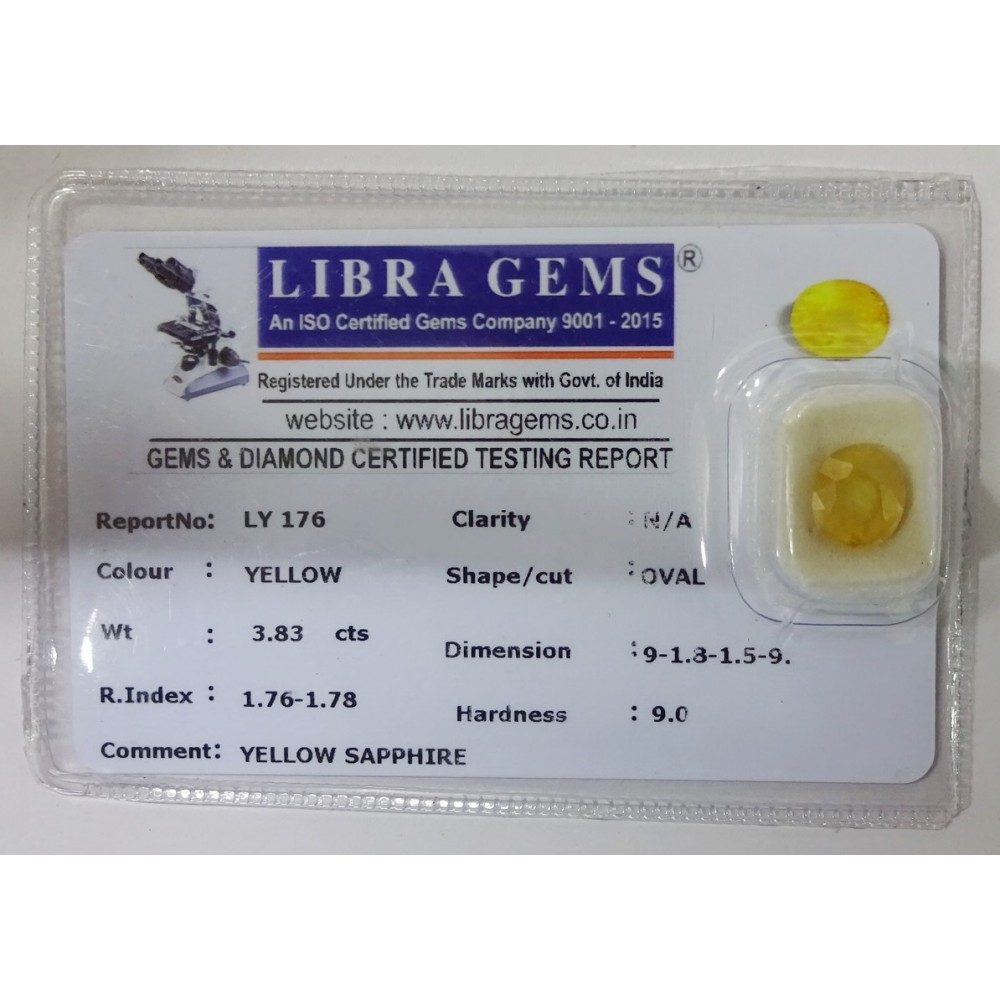 LIBRA GEMS ®
An ISO Certified Gems Company 9001 - 2015
Registered Under the Trade Marks with Govt. of India
website : www.libragems.co.in
GEMS & DIAMOND CERTIFIED TESTING REPORT
ReportNo: LY 176 Clarity : N/A
Colour : YELLOW Shape/cut : OVAL
Wt : 3.83 cts Dimension : 9-1.8-1.5-9.
R.Index : 1.76-1.78 Hardness : 9.0
Comment: YELLOW SAPPHIRE